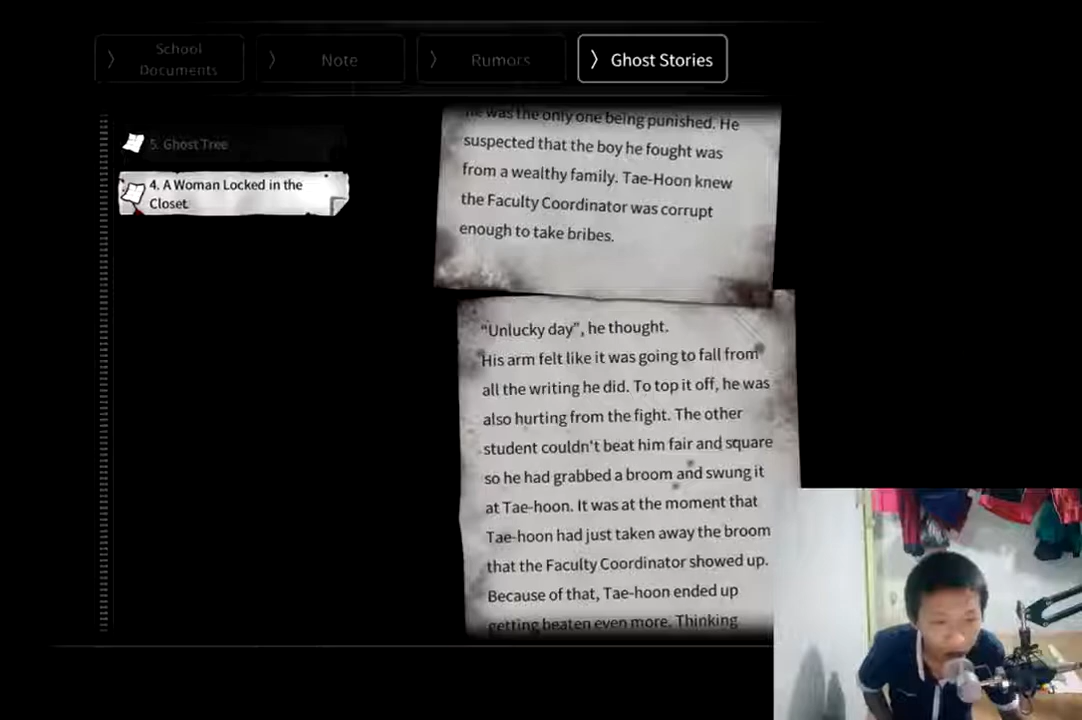 School
Documents
Note
Rumors
Ghost Stories
5. Ghost Tree
4. A Woman Locked in the
Closet
he was the only one being punished. He
suspected that the boy he fought was
from a wealthy family. Tae-Hoon knew
the Faculty Coordinator was corrupt
enough to take bribes.
"Unlucky day”, he thought.
His arm felt like it was going to fall from
all the writing he did. To top it off, he was
also hurting from the fight. The other
student couldn't beat him fair and square
so he had grabbed a broom and swung it
at Tae-hoon. It was at the moment that
Tae-hoon had just taken away the broom
that the Faculty Coordinator showed up.
Because of that, Tae-hoon ended up
getting beaten even more. Thinking